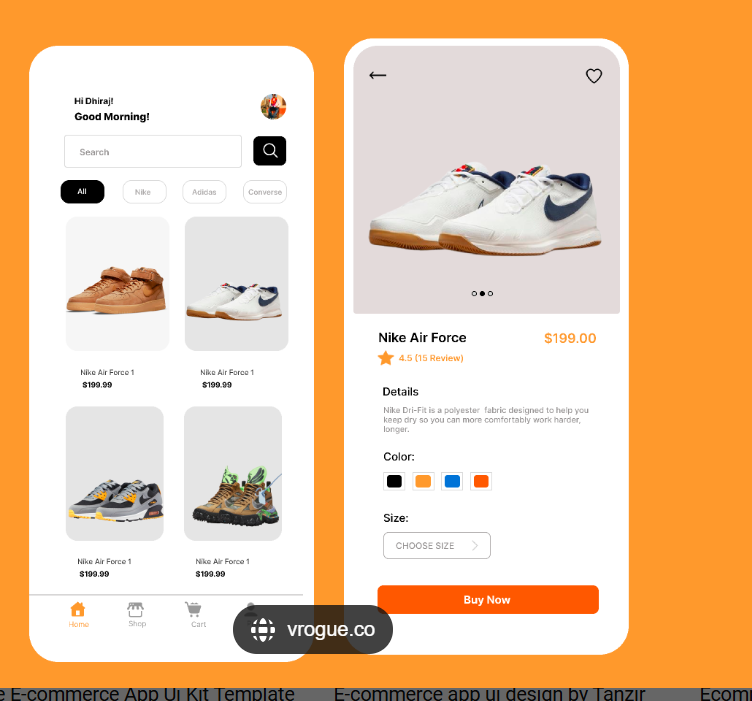 Hi Dhiraj!
Good Morning!
Search
All
Nike
Adidas
Converse
Nike Air Force 1
$199.99
Nike Air Force 1
$199.99
Nike Air Force 1
$199.99
Nike Air Force 1
$199.99
Home
Shop
Cart
Nike Air Force
$199.00
4.5 (15 Review)
Details
Nike Dri-Fit is a polyester fabric designed to help you
keep dry so you can more comfortably work harder,
longer.
Color:
Size:
CHOOSE SIZE
Buy Now
vrogue.co
e E-commerce App Ui Kit Template
E-commerce app ui design by Tanzir
Ecom